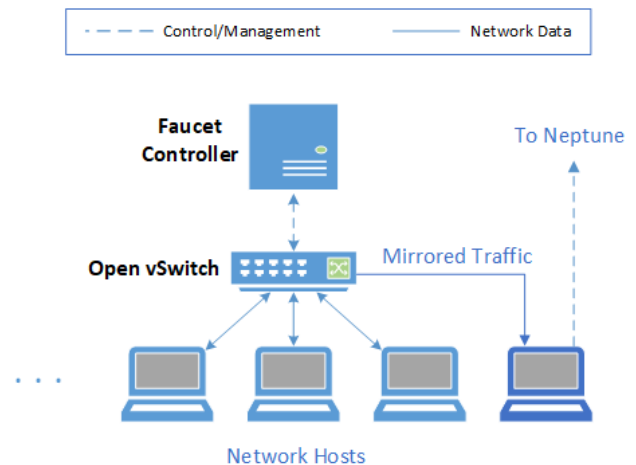 Control/Management
Network Data
Faucet
Controller
To Neptune
Open vSwitch
Mirrored Traffic
. . .
Network Hosts